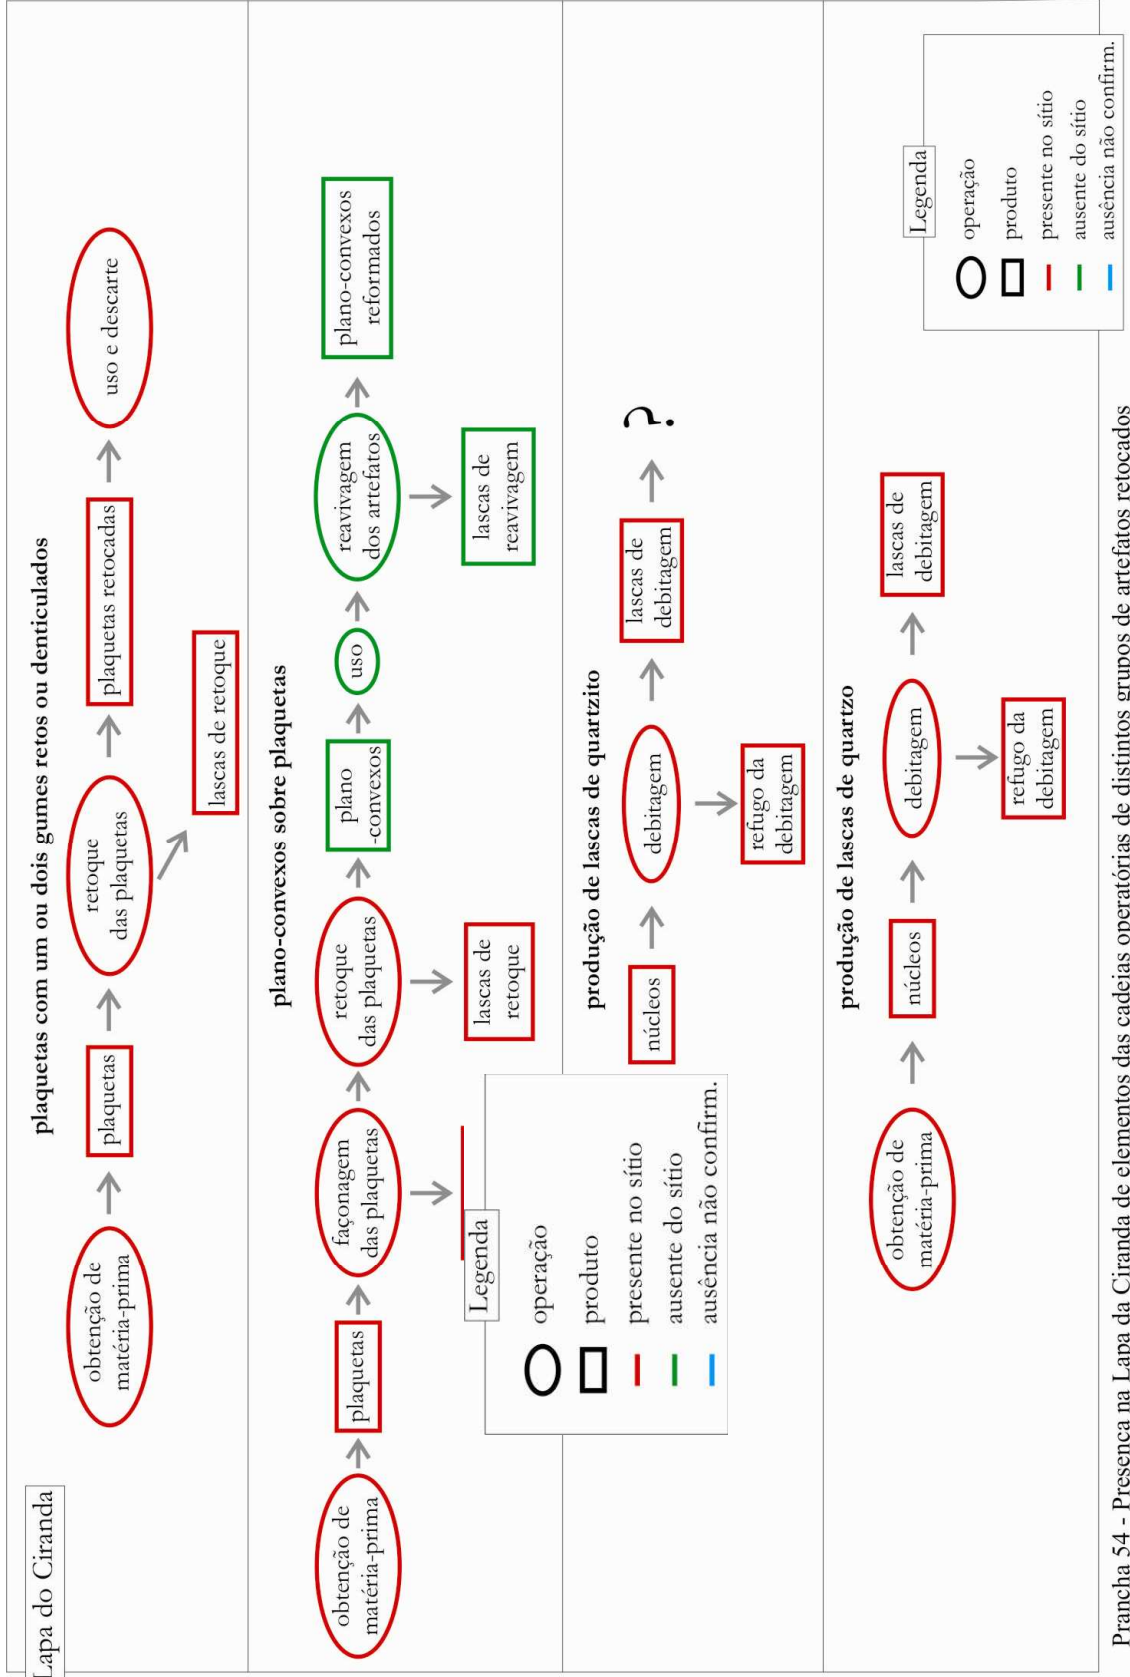 Lapa do Ciranda
plaquetas com um ou dois gumes retos ou denticulados
obtenção de
matéria-prima
plaquetas
retoque
das plaquetas
plaquetas retocadas
uso e descarte
lascas de retoque
plano-convexos sobre plaquetas
obtenção de
matéria-prima
plaquetas
façonagem
das plaquetas
retoque
das plaquetas
plano
-convexos
uso
reavivagem
dos artefatos
plano-convexos
reformados
lascas de
retoque
lascas de
reavivagem
Legenda
operação
produto
presente no sítio
ausente do sítio
ausência não confirm.
produção de lascas de quartzito
núcleos
debitagem
lascas de
debitagem
?
refugo da
debitagem
produção de lascas de quartzo
obtenção de
matéria-prima
núcleos
debitagem
lascas de
debitagem
refugo da
debitagem
Legenda
operação
produto
presente no sítio
ausente do sítio
ausência não confirm.
Prancha 54 - Presença na Lapa da Ciranda de elementos das cadeias operatórias de distintos grupos de artefatos retocados